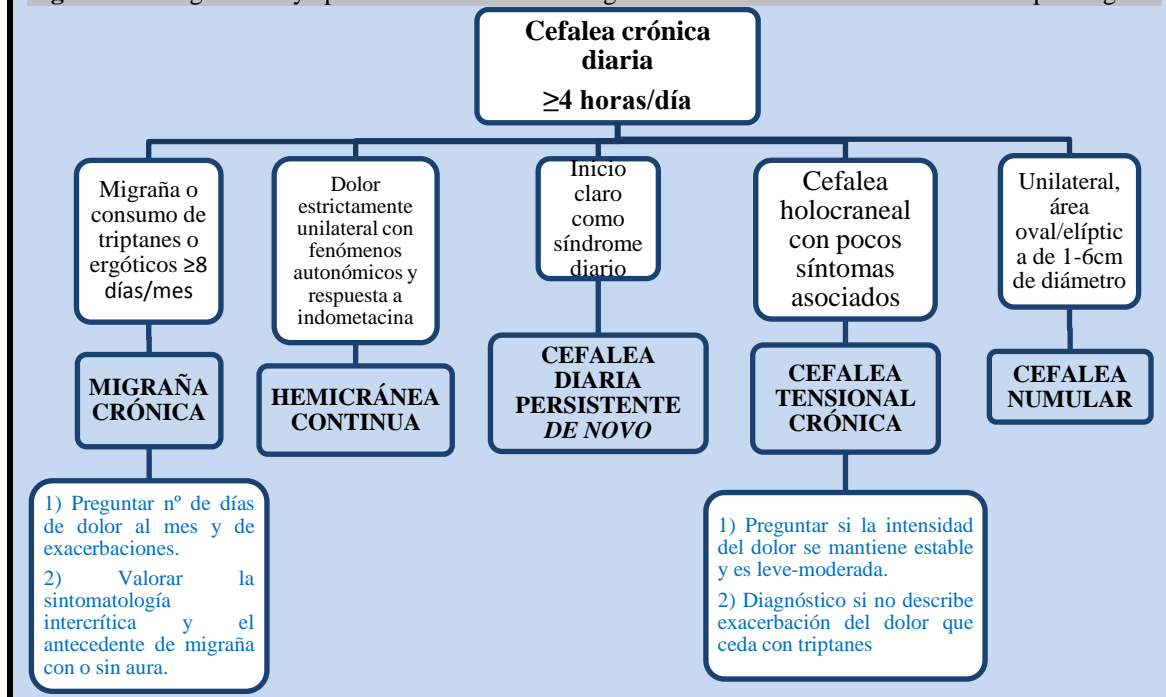 Cefalea crónica
diaria
≥4 horas/día
Migraña o
consumo de
triptanes o
ergóticos ≥8
días/mes
Dolor
estrictamente
unilateral con
fenómenos
autonómicos y
respuesta a
indometacina
Inicio
claro
como
síndrome
diario
Cefalea
holocraneal
con pocos
síntomas
asociados
Unilateral,
área
oval/elíptic
a de 1-6cm
de diámetro
MIGRAÑA
CRÓNICA
HEMICRÁNEA
CONTINUA
CEFALEA
DIARIA
PERSISTENTE
DE NOVO
CEFALEA
TENSIONAL
CRÓNICA
CEFALEA
NUMULAR
1) Preguntar nº de días
de dolor al mes y de
exacerbaciones.
2) Valorar la
sintomatología
intercrítica y el
antecedente de migraña
con o sin aura.
1) Preguntar si la intensidad
del dolor se mantiene estable
y es leve-moderada.
2) Diagnóstico si no describe
exacerbación del dolor que
ceda con triptanes